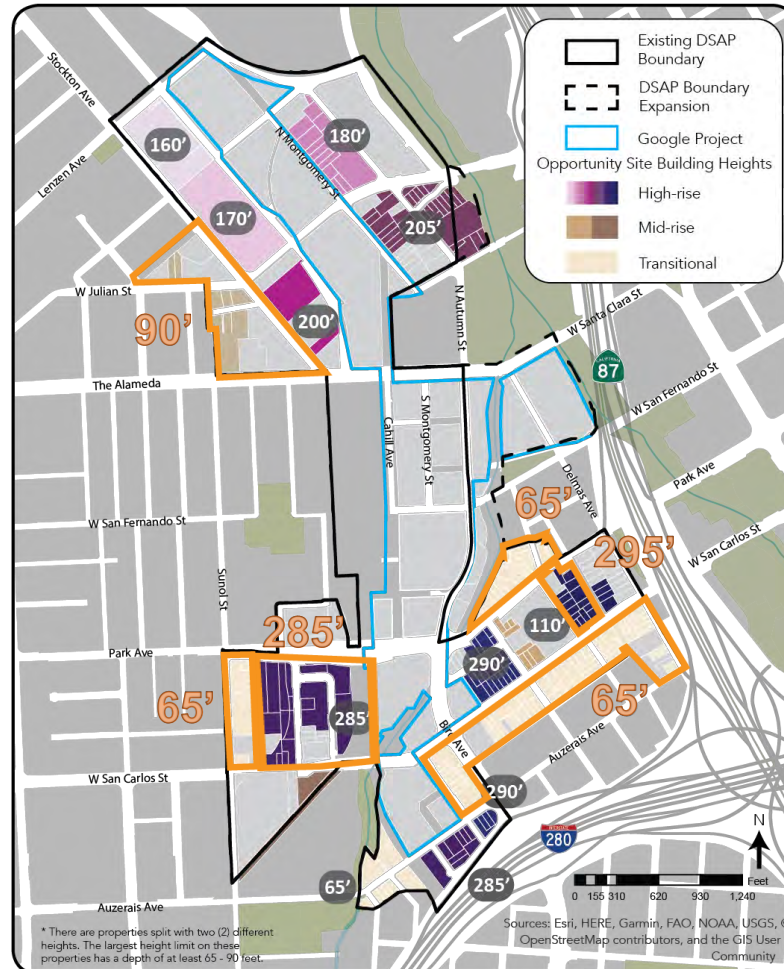 Existing DSAP
Boundary
DSAP Boundary
Expansion
Google Project
Opportunity Site Building Heights
High-rise
Mid-rise
Transitional
Stockton Ave
Lenzen Ave
160'
180'
N Montgomery St
170'
205'
W Julian St
90'
200'
N Autumn St
W Santa Clara St
CALIFORNIA
87
The Alameda
Cahill Ave
S Montgomery St
W San Fernando St
Delmas Ave
Park Ave
65'
W San Fernando St
295'
W San Carlos St
Sunol St
285'
110'
Park Ave
290'
65'
285'
65'
Bird Ave
Auzerais Ave
W San Carlos St
290'
280
N
65'
285'
Feet
0 155 310 620 930 1,240
Auzerais Ave
* There are properties split with two (2) different
heights. The largest height limit on these
properties has a depth of at least 65 - 90 feet.
Sources: Esri, HERE, Garmin, FAO, NOAA, USGS, ©
OpenStreetMap contributors, and the GIS User
Community